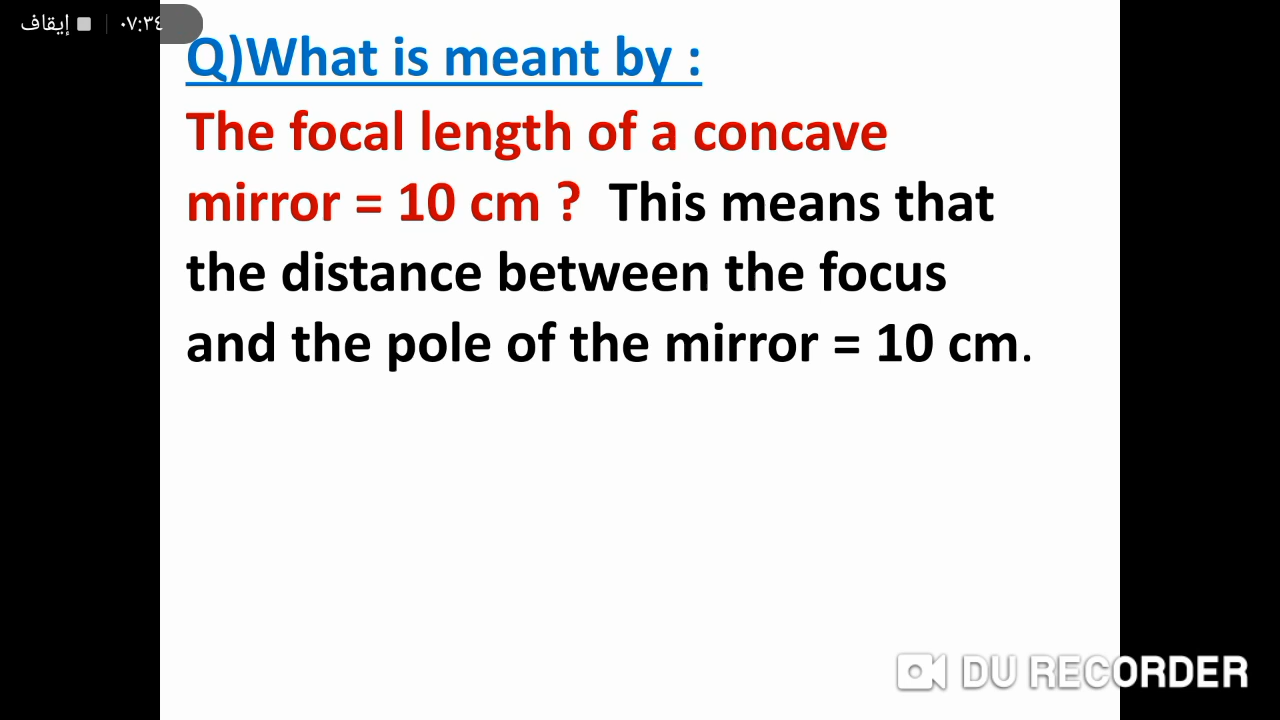 إيقاف ٠٧:٣٤
Q)What is meant by :
The focal length of a concave
mirror = 10 cm ? This means that
the distance between the focus
and the pole of the mirror = 10 cm.
DU RECORDER